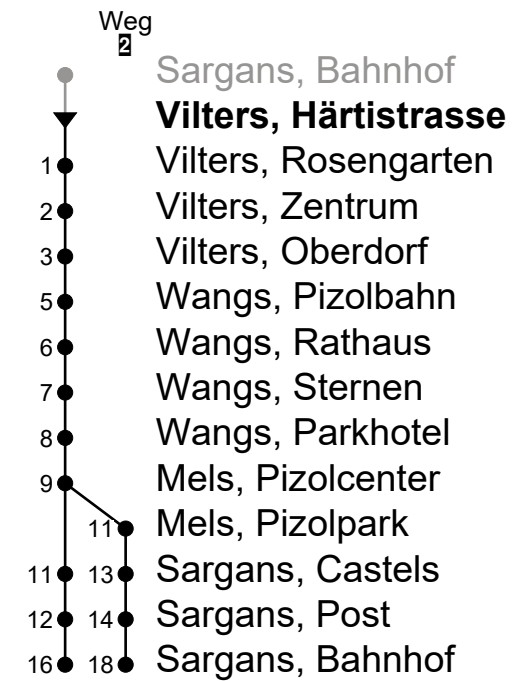 Weg
2
Sargans, Bahnhof
Vilters, Härtistrasse
1 Vilters, Rosengarten
2 Vilters, Zentrum
3 Vilters, Oberdorf
5 Wangs, Pizolbahn
6 Wangs, Rathaus
7 Wangs, Sternen
8 Wangs, Parkhotel
9 Mels, Pizolcenter
11 Mels, Pizolpark
11 13 Sargans, Castels
12 14 Sargans, Post
16 18 Sargans, Bahnhof